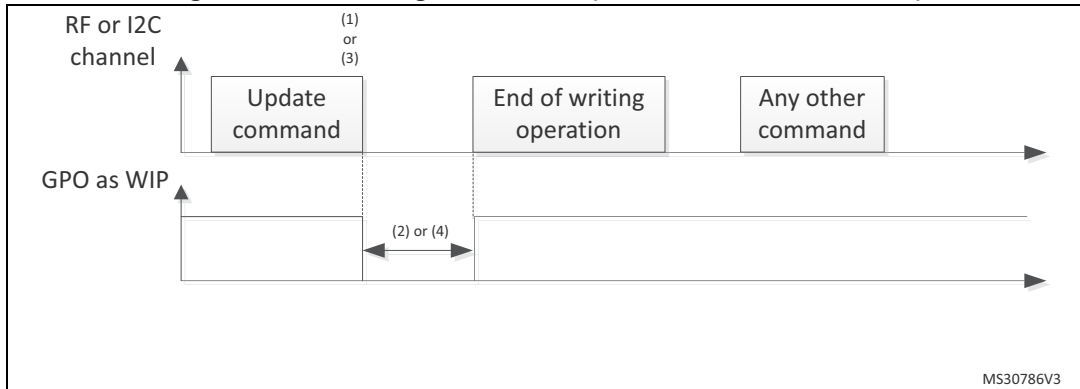 RF or I2C
channel
(1)
or
(3)
Update
command
End of writing
operation
Any other
command
GPO as WIP
(2) or (4)
MS30786V3